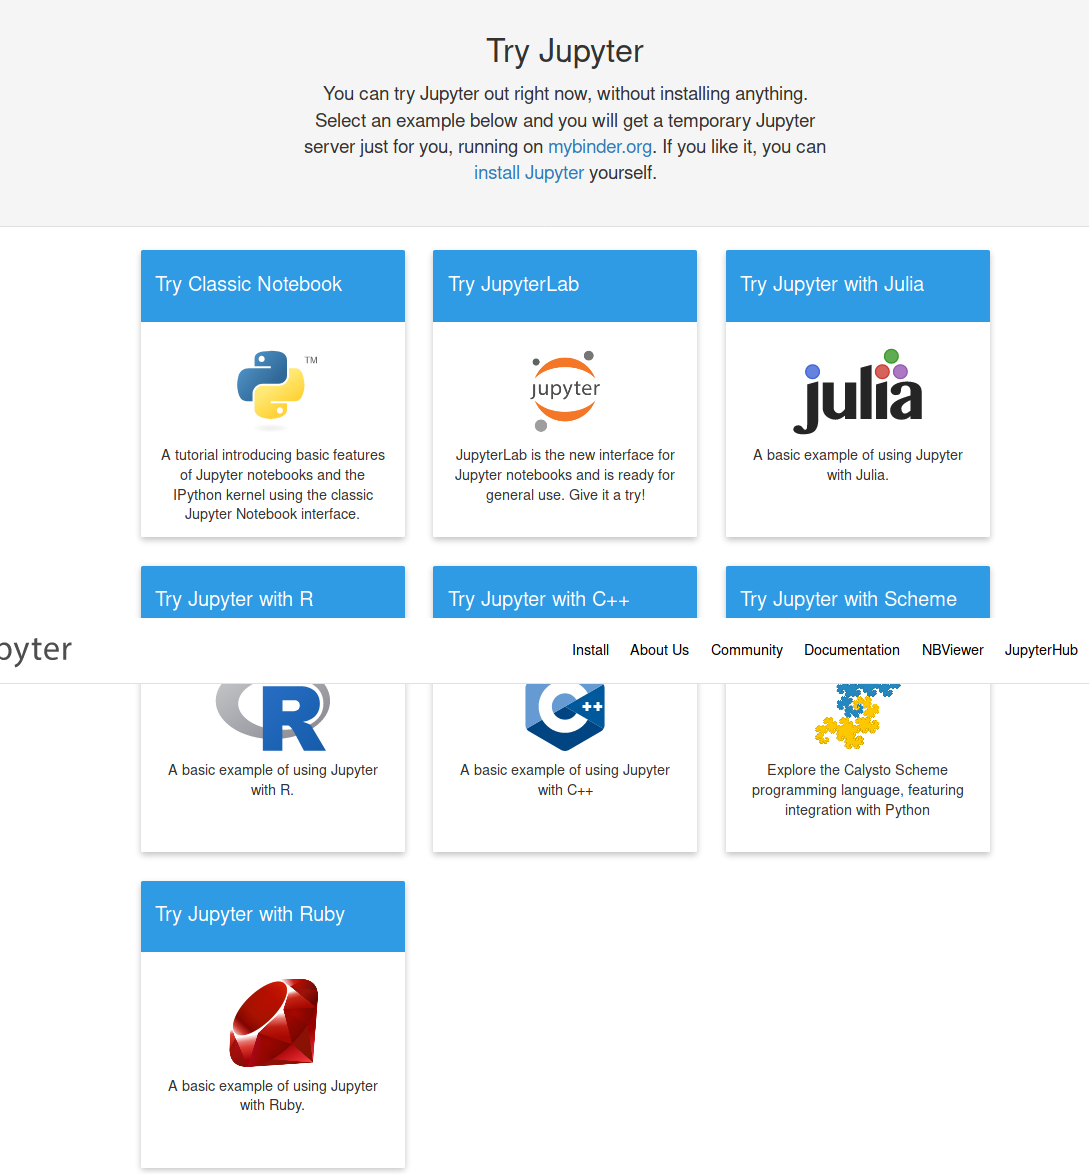 Try Jupyter
You can try Jupyter out right now, without installing anything.
Select an example below and you will get a temporary Jupyter
server just for you, running on mybinder.org. If you like it, you can
install Jupyter yourself.
Try Classic Notebook
TM
A tutorial introducing basic features
of Jupyter notebooks and the
IPython kernel using the classic
Jupyter Notebook interface.
Try JupyterLab
jupyter
JupyterLab is the new interface for
Jupyter notebooks and is ready for
general use. Give it a try!
Try Jupyter with Julia
julia
A basic example of using Jupyter
with Julia.
Try Jupyter with R
Try Jupyter with C++
Try Jupyter with Scheme
pyter
Install About Us Community Documentation NBViewer JupyterHub
R
A basic example of using Jupyter
with R.
C++
A basic example of using Jupyter
with C++
Explore the Calysto Scheme
programming language, featuring
integration with Python
Try Jupyter with Ruby
A basic example of using Jupyter
with Ruby.